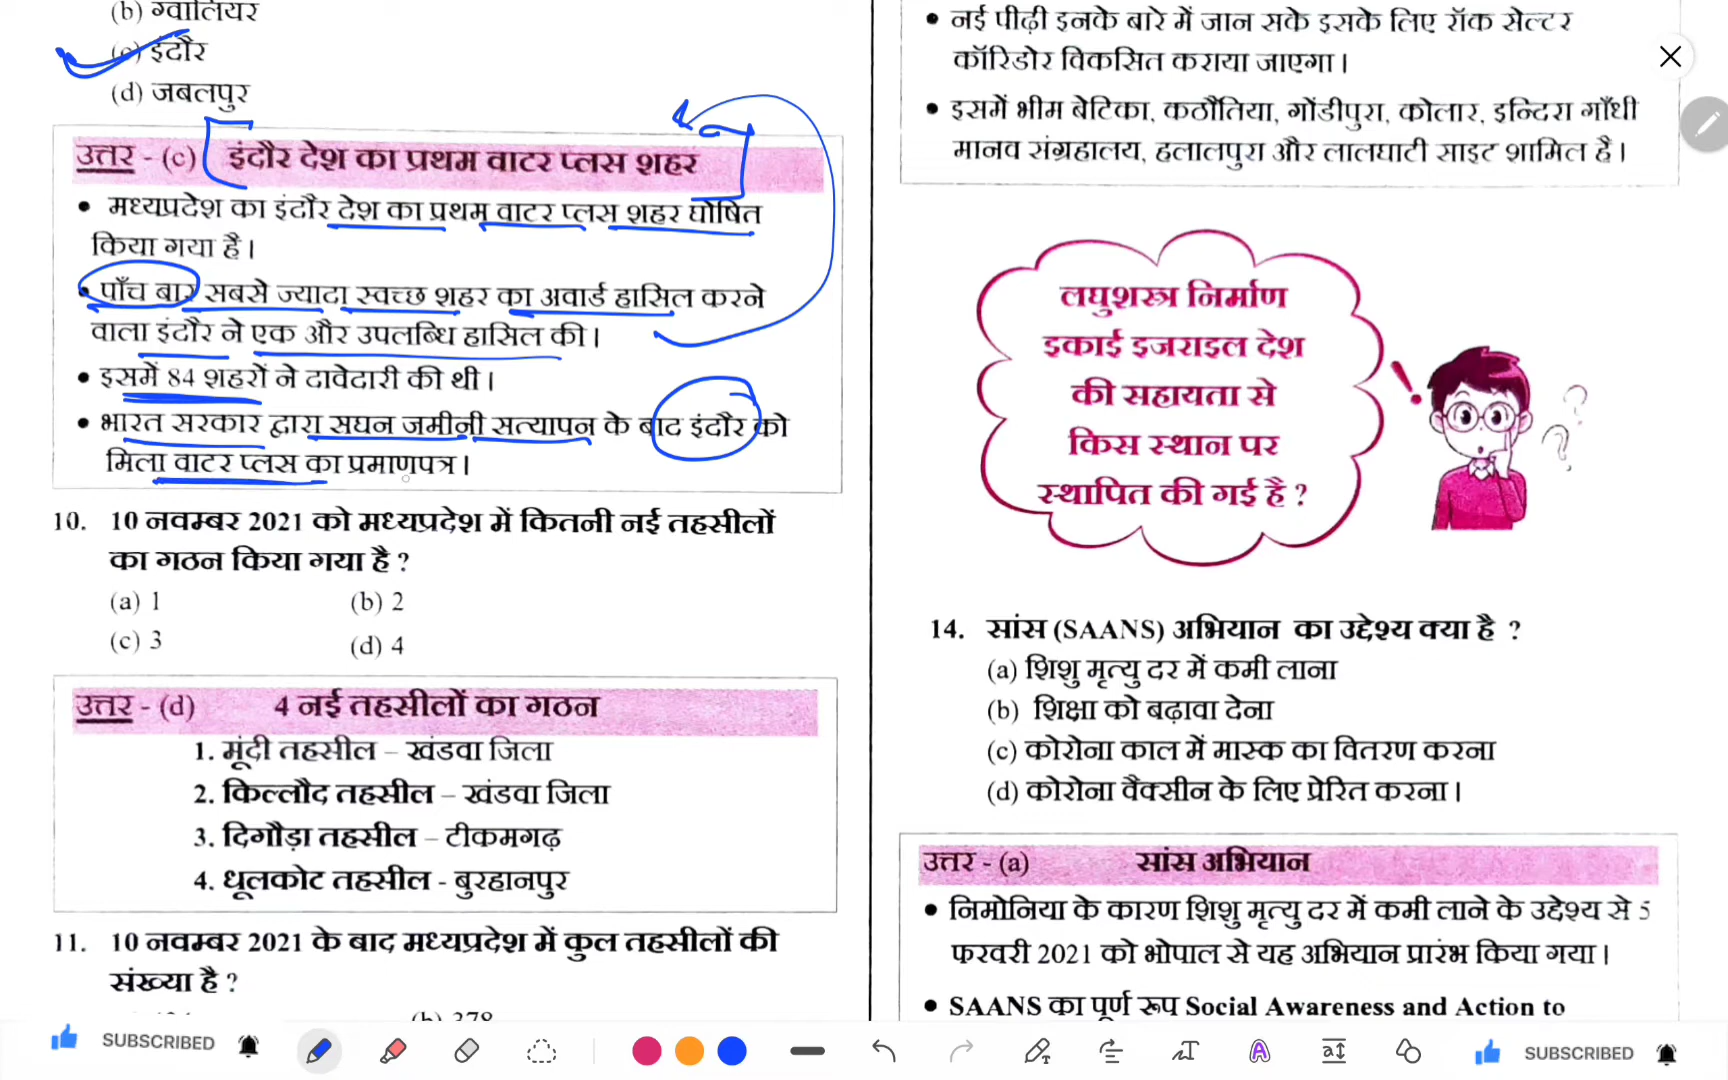 (b) ग्वालियर
(c) इंदौर
(d) जबलपुर
उत्तर - (c) इंदौर देश का प्रथम वाटर प्लस शहर
• मध्यप्रदेश का इंदौर देश का प्रथम वाटर प्लस शहर घोषित
किया गया है।
• पाँच बार सबसे ज्यादा स्वच्छ शहर का अवार्ड हासिल करने
वाला इंदौर ने एक और उपलब्धि हासिल की।
• इसमें 84 शहरों ने दावेदारी की थी।
• भारत सरकार द्वारा सघन जमीनी सत्यापन के बाद इंदौर को
मिला वाटर प्लस का प्रमाणपत्र।
10. 10 नवम्बर 2021 को मध्यप्रदेश में कितनी नई तहसीलों
का गठन किया गया है ?
(a) 1 (b) 2
(c) 3 (d) 4
उत्तर - (d) 4 नई तहसीलों का गठन
1. मूंदी तहसील – खंडवा जिला
2. किल्लौद तहसील – खंडवा जिला
3. दिगौड़ा तहसील – टीकमगढ़
4. धूलकोट तहसील - बुरहानपुर
11. 10 नवम्बर 2021 के बाद मध्यप्रदेश में कुल तहसीलों की
संख्या है ?
• नई पीढ़ी इनके बारे में जान सके इसके लिए रॉक सेल्टर
कॉरिडोर विकसित कराया जाएगा।
• इसमें भीम बेटिका, कठौतिया, गोंडीपुरा, कोलार, इन्दिरा गाँधी
मानव संग्रहालय, हलालपुरा और लालघाटी साइट शामिल है।
लघुशस्त्र निर्माण
इकाई इजराइल देश
की सहायता से
किस स्थान पर
स्थापित की गई है ?
14. सांस (SAANS) अभियान का उद्देश्य क्या है ?
(a) शिशु मृत्यु दर में कमी लाना
(b) शिक्षा को बढ़ावा देना
(c) कोरोना काल में मास्क का वितरण करना
(d) कोरोना वैक्सीन के लिए प्रेरित करना।
उत्तर - (a) सांस अभियान
• निमोनिया के कारण शिशु मृत्यु दर में कमी लाने के उद्देश्य से 5
फरवरी 2021 को भोपाल से यह अभियान प्रारंभ किया गया।
• SAANS का पूर्ण रूप Social Awareness and Action to
SUBSCRIBED
SUBSCRIBED